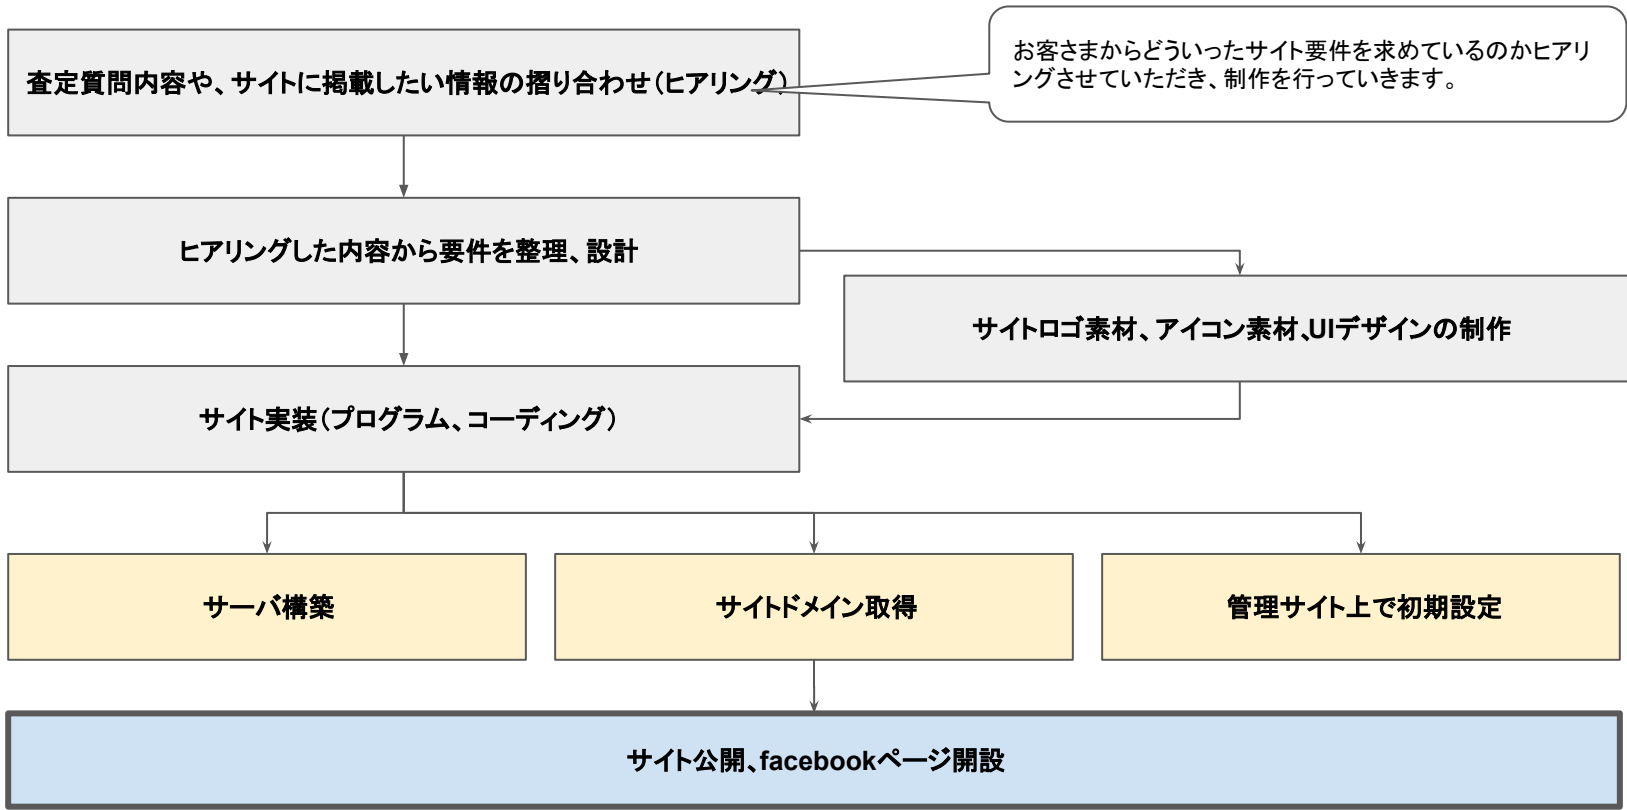 査定質問内容や、サイトに掲載したい情報の摺り合わせ（ヒアリング）
お客さまからどういったサイト要件を求めているのかヒアリ
ングさせていただき、制作を行っていきます。
ヒアリングした内容から要件を整理、設計
サイトロゴ素材、アイコン素材、UIデザインの制作
サイト実装（プログラム、コーディング）
サーバ構築
サイトドメイン取得
管理サイト上で初期設定
サイト公開、facebookページ開設